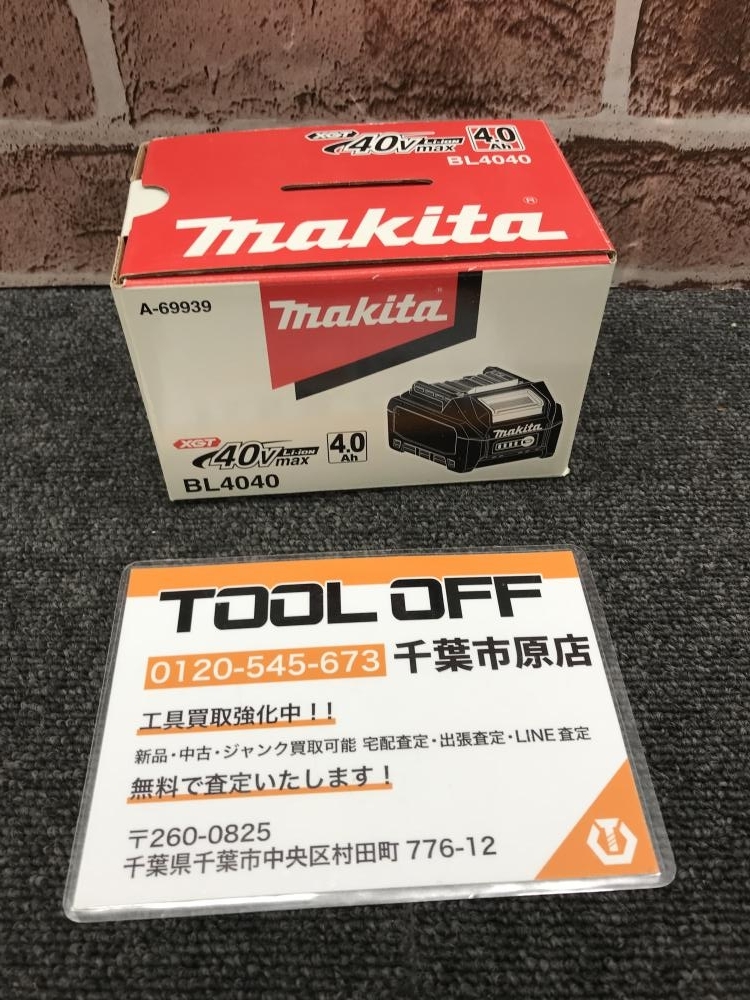 XGT 40Vmax Li-ion 4.0 Ah
BL4040
makita®
A-69939
makita®
makita
XGT
40Vmax Li-ion 4.0 Ah
BL4040
TOOL OFF
0120-545-673 千葉市原店
工具買取強化中！！
新品・中古・ジャンク買取可能 宅配査定・出張査定・LINE査定
無料で査定いたします！
〒260-0825
千葉県千葉市中央区村田町 776-12